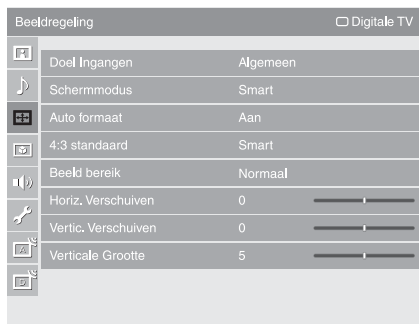 Beeldregeling Digitale TV
Doel Ingangen Algemeen
Schermmodus Smart
Auto formaat Aan
4:3 standaard Smart
Beeld bereik Normaal
Horiz. Verschuiven 0
Vertic. Verschuiven 0
Verticale Grootte 5
A
D